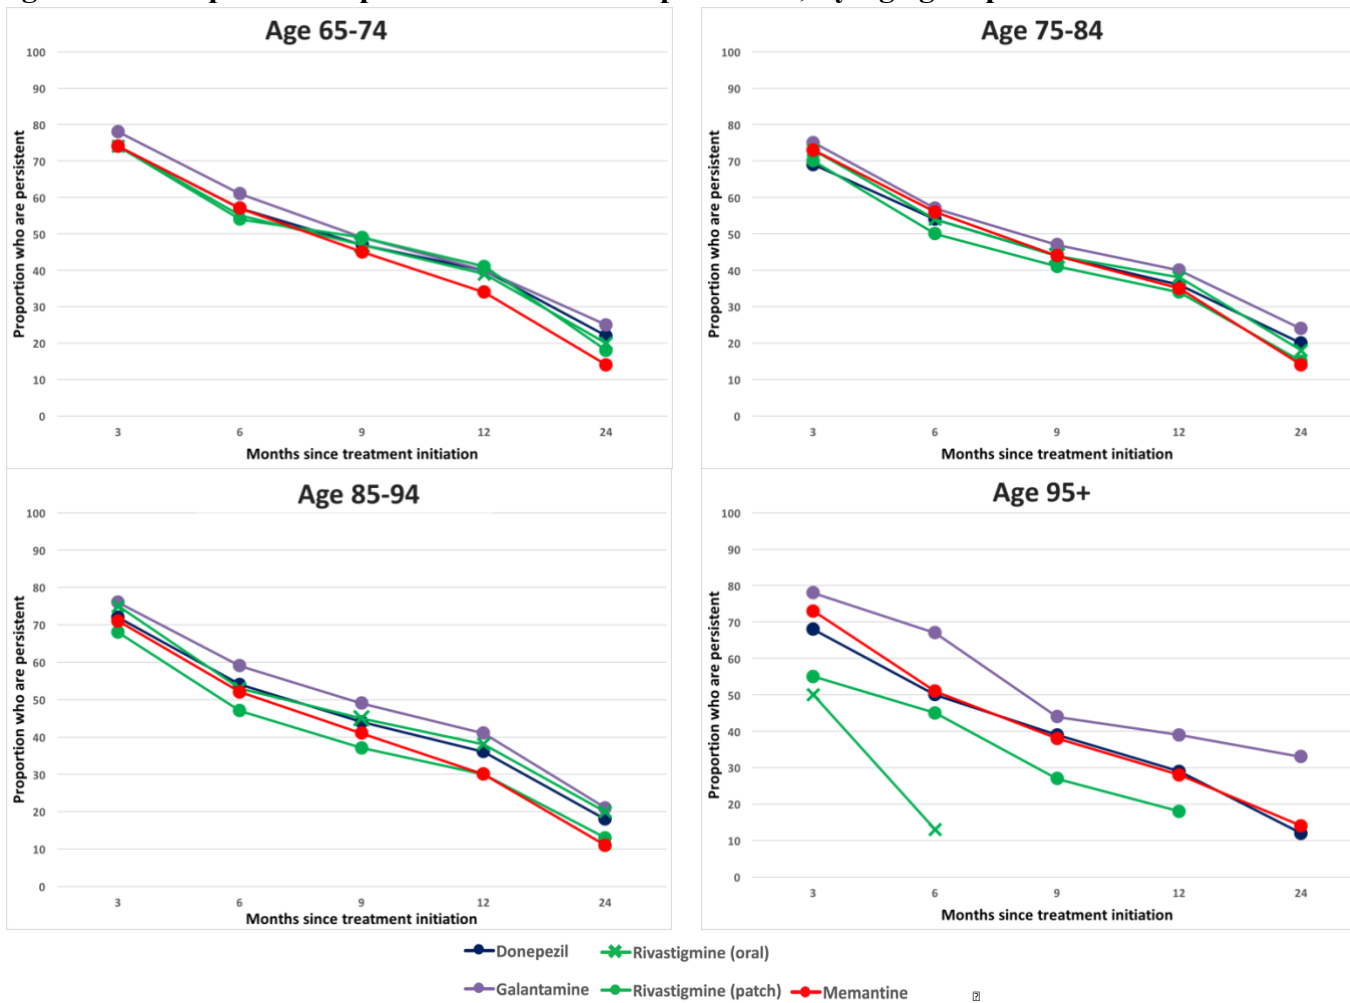 Age 65-74
100
90
80
70
60
50
40
30
20
10
0
3 6 9 12 24
Proportion who are persistent
Months since treatment initiation
Age 75-84
100
90
80
70
60
50
40
30
20
10
0
3 6 9 12 24
Proportion who are persistent
Months since treatment initiation
Age 85-94
100
90
80
70
60
50
40
30
20
10
0
3 6 9 12 24
Proportion who are persistent
Months since treatment initiation
Age 95+
100
90
80
70
60
50
40
30
20
10
0
3 6 9 12 24
Proportion who are persistent
Months since treatment initiation
Donepezil Rivastigmine (oral)
Galantamine Rivastigmine (patch) Memantine